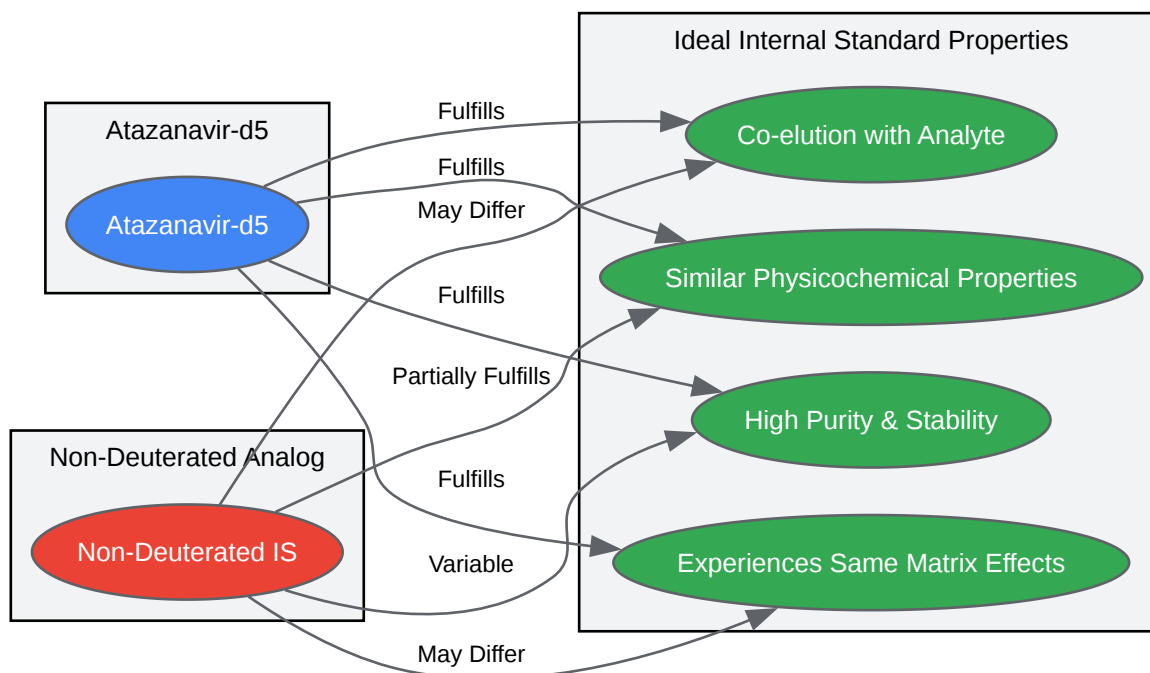 Ideal Internal Standard Properties
Atazanavir-d5
Atazanavir-d5
Non-Deuterated Analog
Non-Deuterated IS
Fulfills
Fulfills
May Differ
Fulfills
Partially Fulfills
Fulfills
Variable
May Differ
Co-elution with Analyte
Similar Physicochemical Properties
High Purity & Stability
Experiences Same Matrix Effects